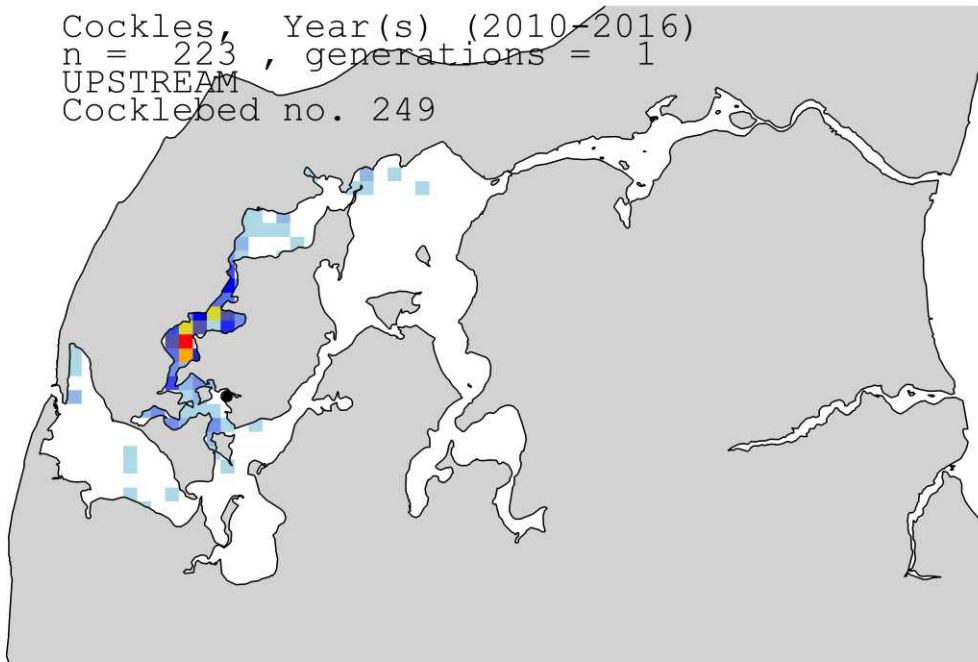 Cockles, Year(s) (2010-2016)
n = 223 , generations = 1
UPSTREAM
Cocklebed no. 249